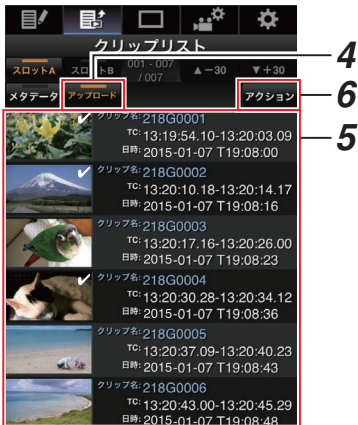 クリップリスト
スロットA スロットB 001 - 007 / 007 ▲−30 ▼+30
4
メタデータ アップロード アクション
6
5
クリップ名: 218G0001
TC: 13:19:54.10-13:20:03.09
日時: 2015-01-07 T19:08:00
クリップ名: 218G0002
TC: 13:20:10.18-13:20:14.17
日時: 2015-01-07 T19:08:16
クリップ名: 218G0003
TC: 13:20:17.16-13:20:26.00
日時: 2015-01-07 T19:08:23
クリップ名: 218G0004
TC: 13:20:30.28-13:20:34.12
日時: 2015-01-07 T19:08:36
クリップ名: 218G0005
TC: 13:20:37.09-13:20:40.23
日時: 2015-01-07 T19:08:43
クリップ名: 218G0006
TC: 13:20:43.00-13:20:45.29
日時: 2015-01-07 T19:08:48